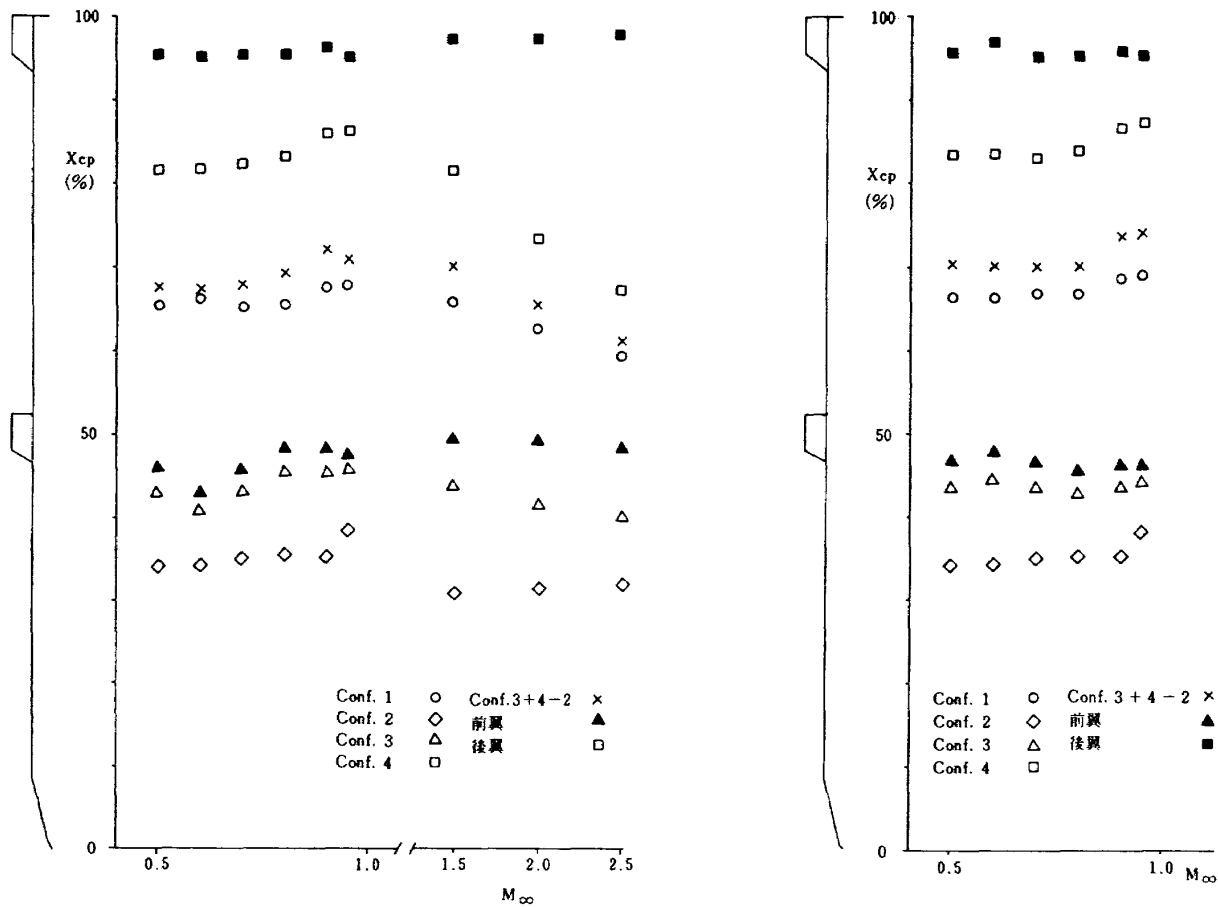 100
Xcp
(%)
50
0
0.5
1.0
1.5
2.0
2.5
M∞
Conf. 1
Conf. 2
Conf. 3
Conf. 4
Conf.3+4-2
前翼
後翼
100
Xcp
(%)
50
0
0.5
1.0
M∞
Conf. 1
Conf. 2
Conf. 3
Conf. 4
Conf. 3 + 4 - 2
前翼
後翼